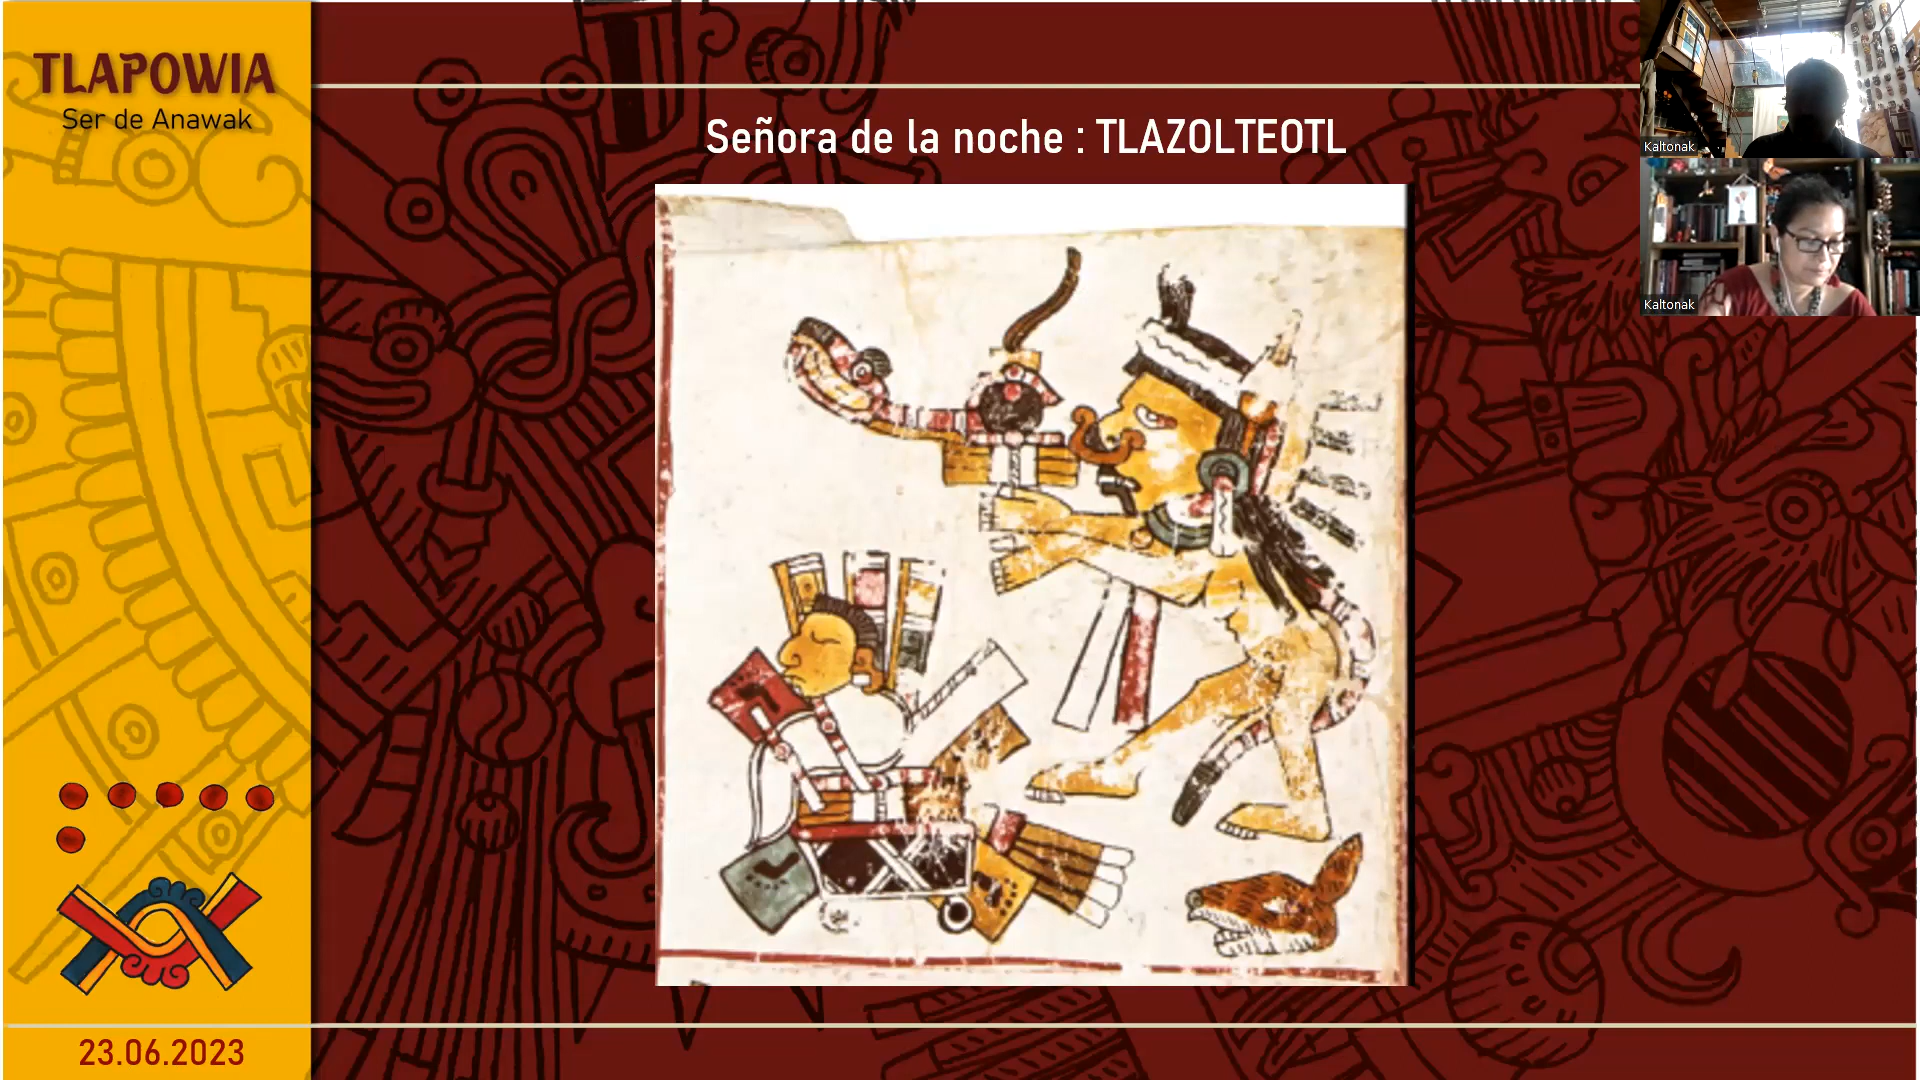 TLAPOWIA
Ser de Anawak
Señora de la noche : TLAZOLTEOTL
Kaltonak
Kaltonak
23.06.2023